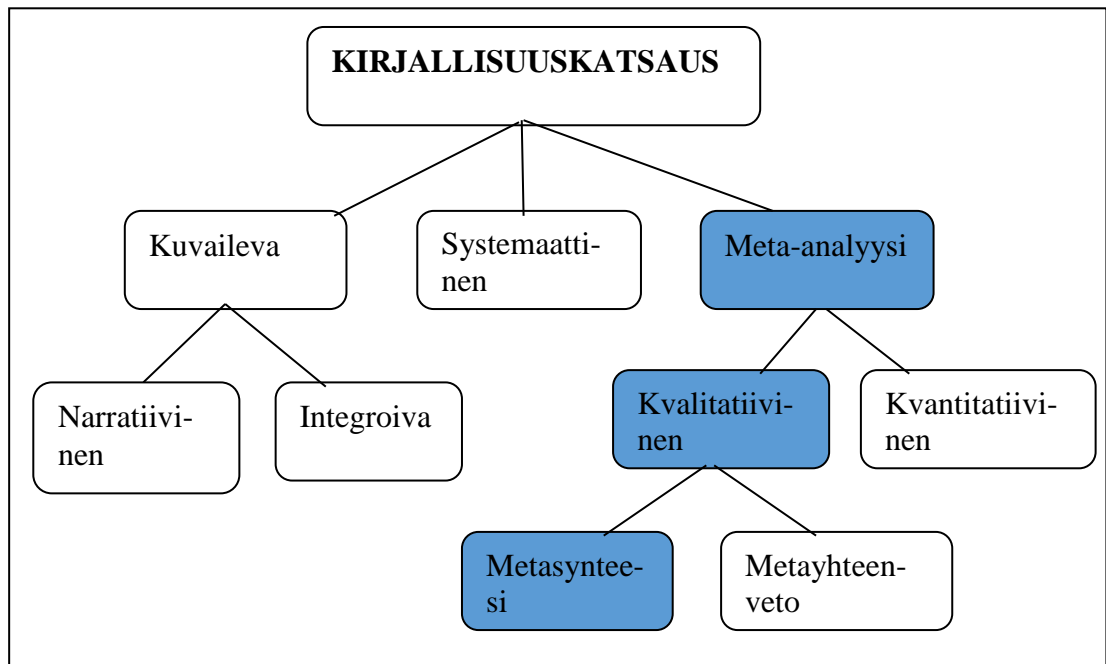 KIRJALLISUUSKATSAUS
Kuvaileva
Systemaatti-
nen
Meta-analyysi
Narratiivi-
nen
Integroiva
Kvalitatiivi-
nen
Kvantitatiivi-
nen
Metasyntee-
si
Metayhteen-
veto